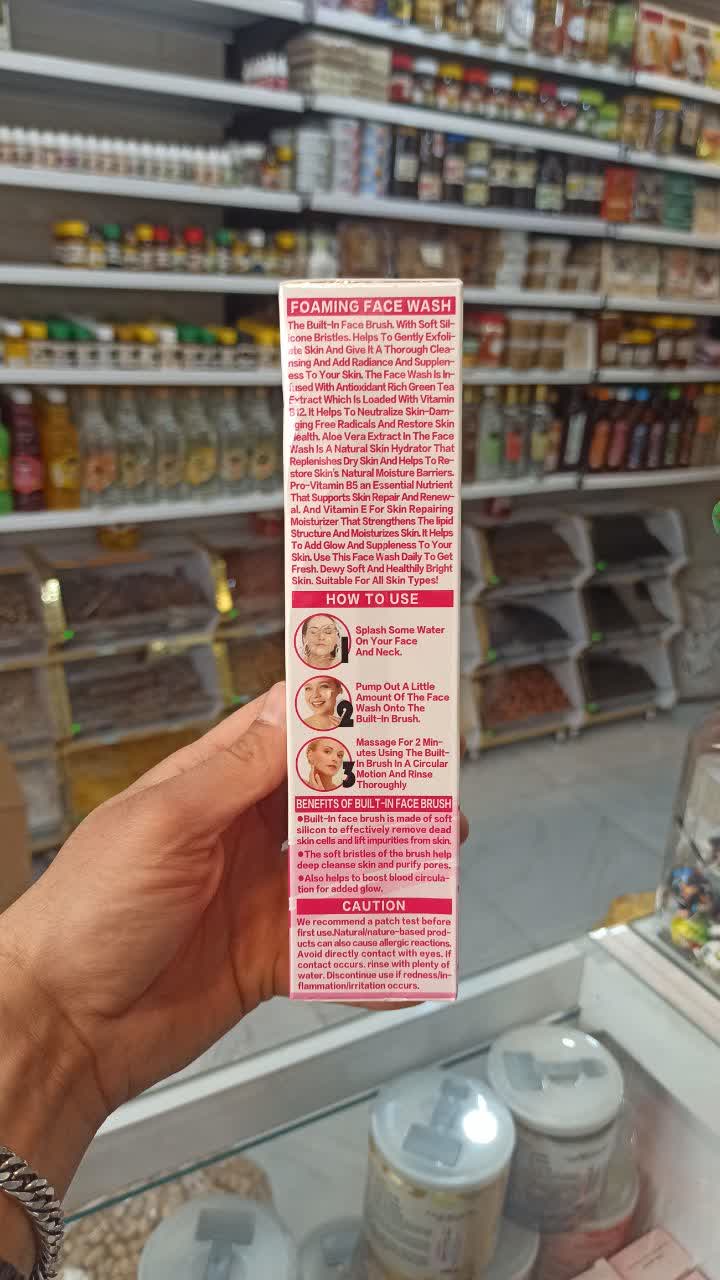 FOAMING FACE WASH
The Built-In Face Brush. With Soft Sil-
icone Bristles. Helps To Gently Exfoli-
ate Skin And Give It A Thorough Clea-
nsing And Add Radiance And Supplen-
ess To Your Skin. The Face Wash Is In-
fused With Antioxidant Rich Green Tea
Extract Which Is Loaded With Vitamin
B12. It Helps To Neutralize Skin-Dam-
ging Free Radicals And Restore Skin
Health. Aloe Vera Extract In The Face
Wash Is A Natural Skin Hydrator That
Replenishes Dry Skin And Helps To Re-
store Skin's Natural Moisture Barriers.
Pro-Vitamin B5 an Essential Nutrient
That Supports Skin Repair And Renew-
al. And Vitamin E For Skin Repairing
Moisturizer That Strengthens The lipid
Structure And Moisturizes Skin. It Helps
To Add Glow And Suppleness To Your
Skin. Use This Face Wash Daily To Get
Fresh. Dewy Soft And Healthily Bright
Skin. Suitable For All Skin Types!
HOW TO USE
1
Splash Some Water
On Your Face
And Neck.
2
Pump Out A Little
Amount Of The Face
Wash Onto The
Built-In Brush.
3
Massage For 2 Min-
utes Using The Built-
In Brush In A Circular
Motion And Rinse
Thoroughly
BENEFITS OF BUILT-IN FACE BRUSH
●Built-In face brush is made of soft
silicon to effectively remove dead
skin cells and lift impurities from skin.
●The soft bristles of the brush help
deep cleanse skin and purify pores.
●Also helps to boost blood circula-
tion for added glow.
CAUTION
We recommend a patch test before
first use.Natural/nature-based prod-
ucts can also cause allergic reactions.
Avoid directly contact with eyes. If
contact occurs. rinse with plenty of
water. Discontinue use if redness/in-
flammation/irritation occurs.